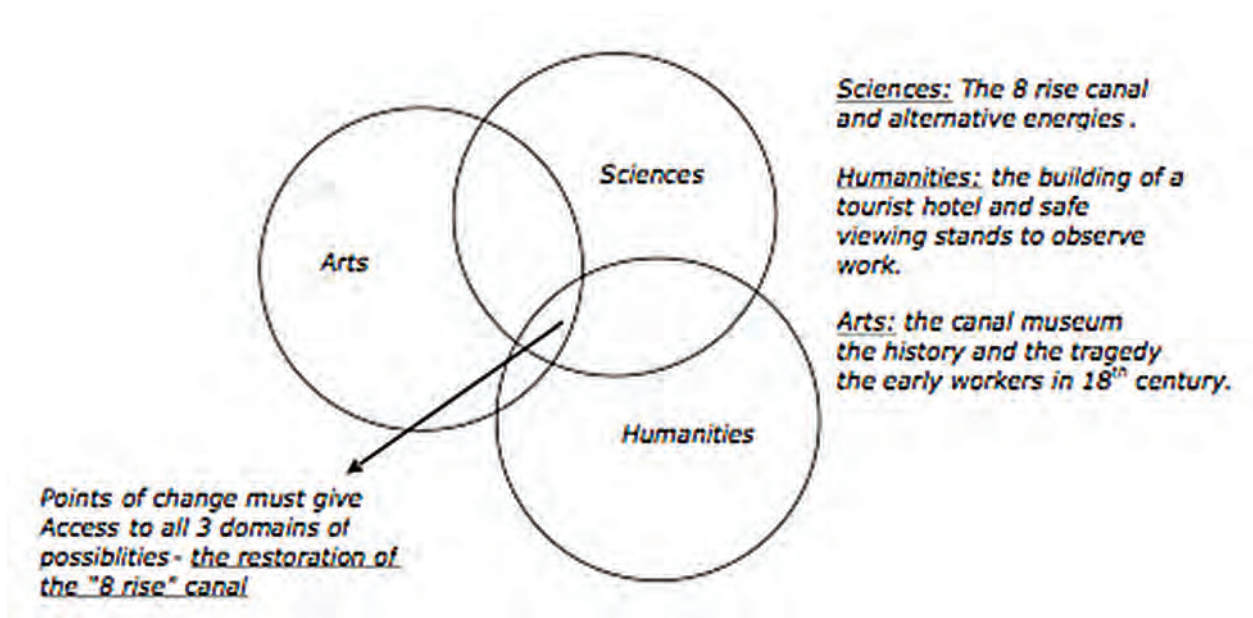 Sciences
Arts
Humanities
Sciences: The 8 rise canal
and alternative energies .
Humanities: the building of a
tourist hotel and safe
viewing stands to observe
work.
Arts: the canal museum
the history and the tragedy
the early workers in 18th century.
Points of change must give
Access to all 3 domains of
possiblities - the restoration of
the "8 rise" canal